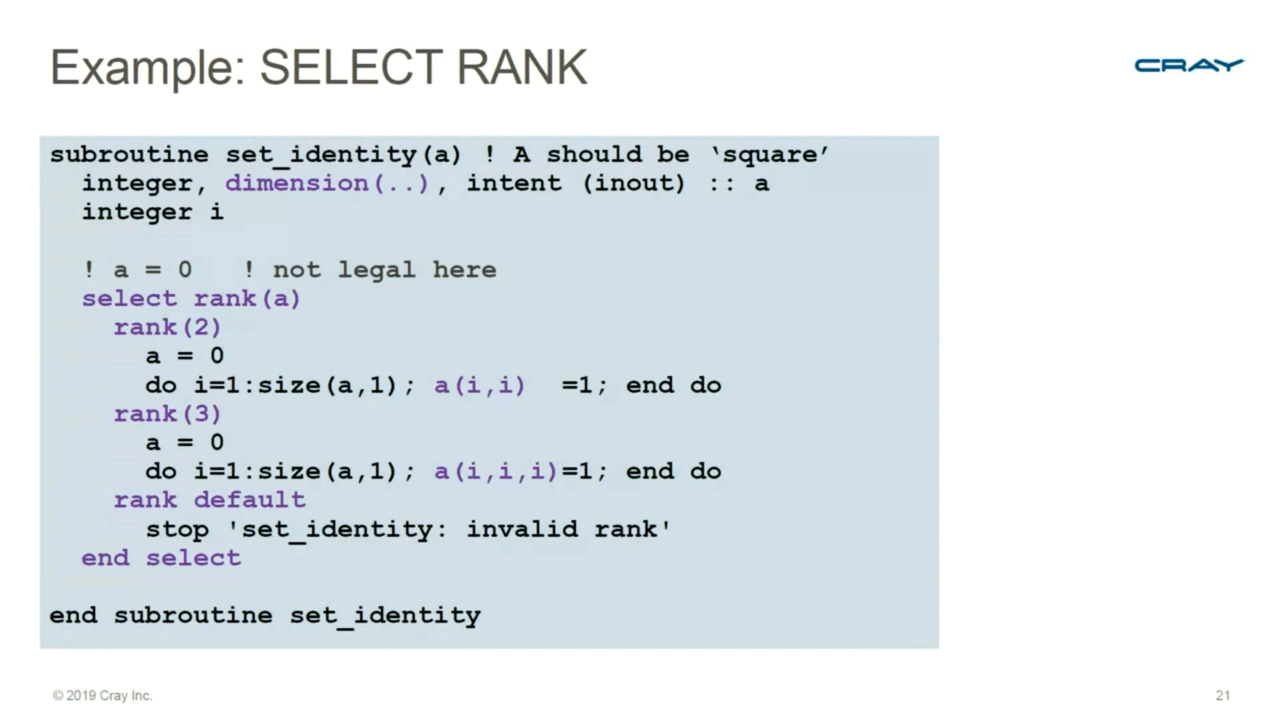 Example: SELECT RANK
CRAY
subroutine set_identity(a) ! A should be ‘square’
  integer, dimension(..), intent (inout) :: a
  integer i

  ! a = 0   ! not legal here
  select rank(a)
    rank(2)
      a = 0
      do i=1:size(a,1); a(i,i)  =1; end do
    rank(3)
      a = 0
      do i=1:size(a,1); a(i,i,i)=1; end do
    rank default
      stop 'set_identity: invalid rank'
  end select

end subroutine set_identity
© 2019 Cray Inc.
21